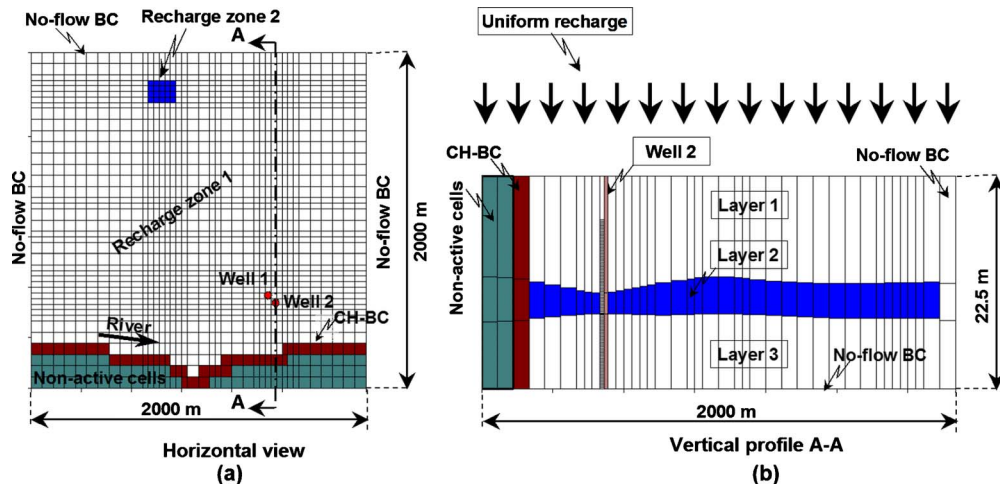 No-flow BC
Recharge zone 2
A
No-flow BC
Recharge zone 1
No-flow BC
2000 m
Well 1
Well 2
CH-BC
River
Non-active cells
A
2000 m
Horizontal view
(a)
Uniform recharge
CH-BC
Well 2
No-flow BC
Non-active cells
Layer 1
Layer 2
Layer 3
22.5 m
No-flow BC
2000 m
Vertical profile A-A
(b)